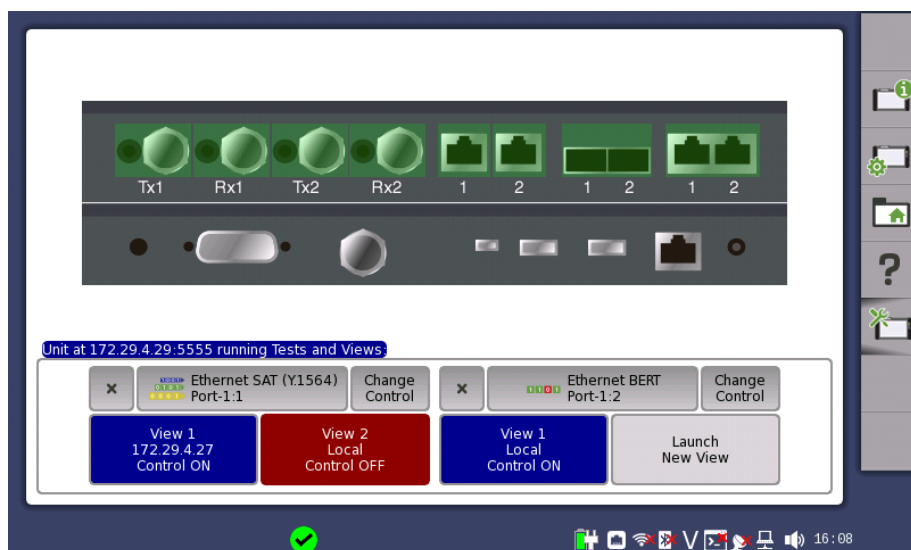 Tx1 Rx1 Tx2 Rx2 1 2 1 2 1 2
Unit at 172.29.4.29:5555 running Tests and Views:
Ethernet SAT (Y.1564)
Port-1:1
Change
Control
Ethernet BERT
Port-1:2
Change
Control
View 1
172.29.4.27
Control ON
View 2
Local
Control OFF
View 1
Local
Control ON
Launch
New View
16:08